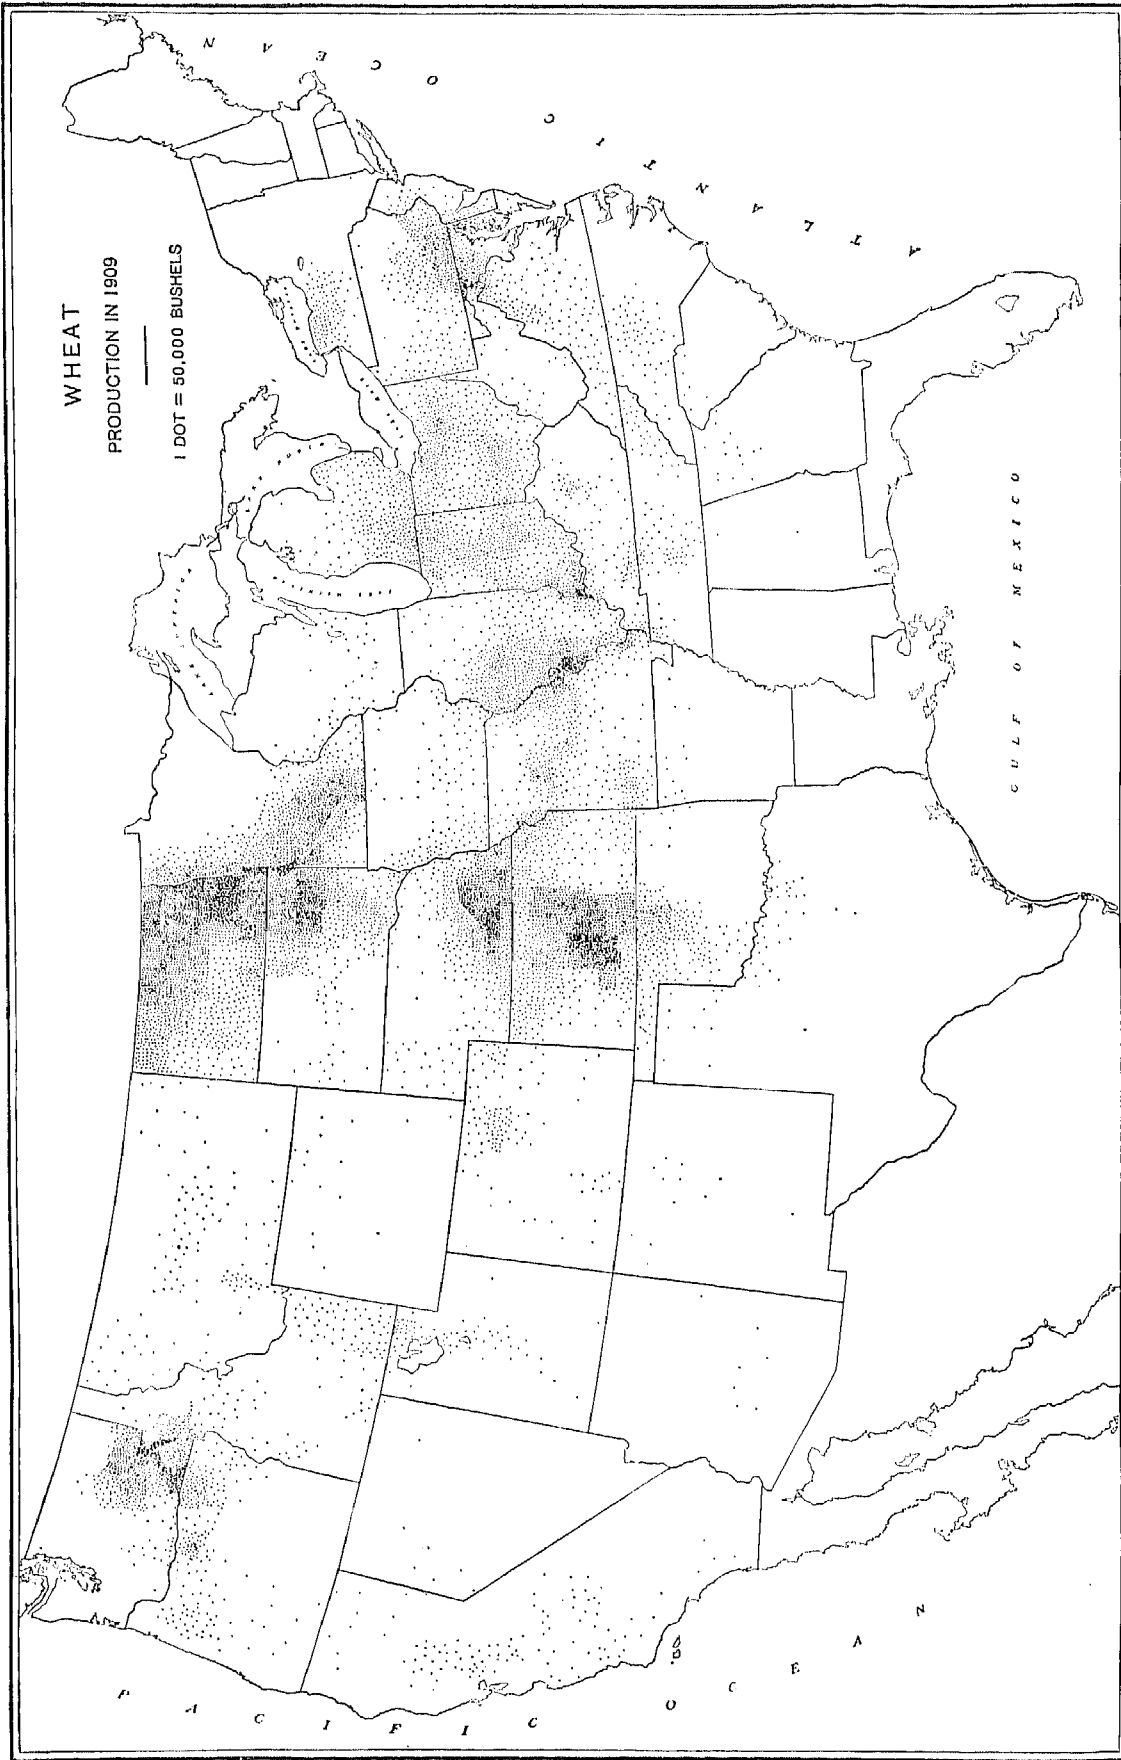 WHEAT
PRODUCTION IN 1909
1 DOT = 50,000 BUSHELS
ATLANTIC OCEAN
GULF OF MEXICO
PACIFIC OCEAN